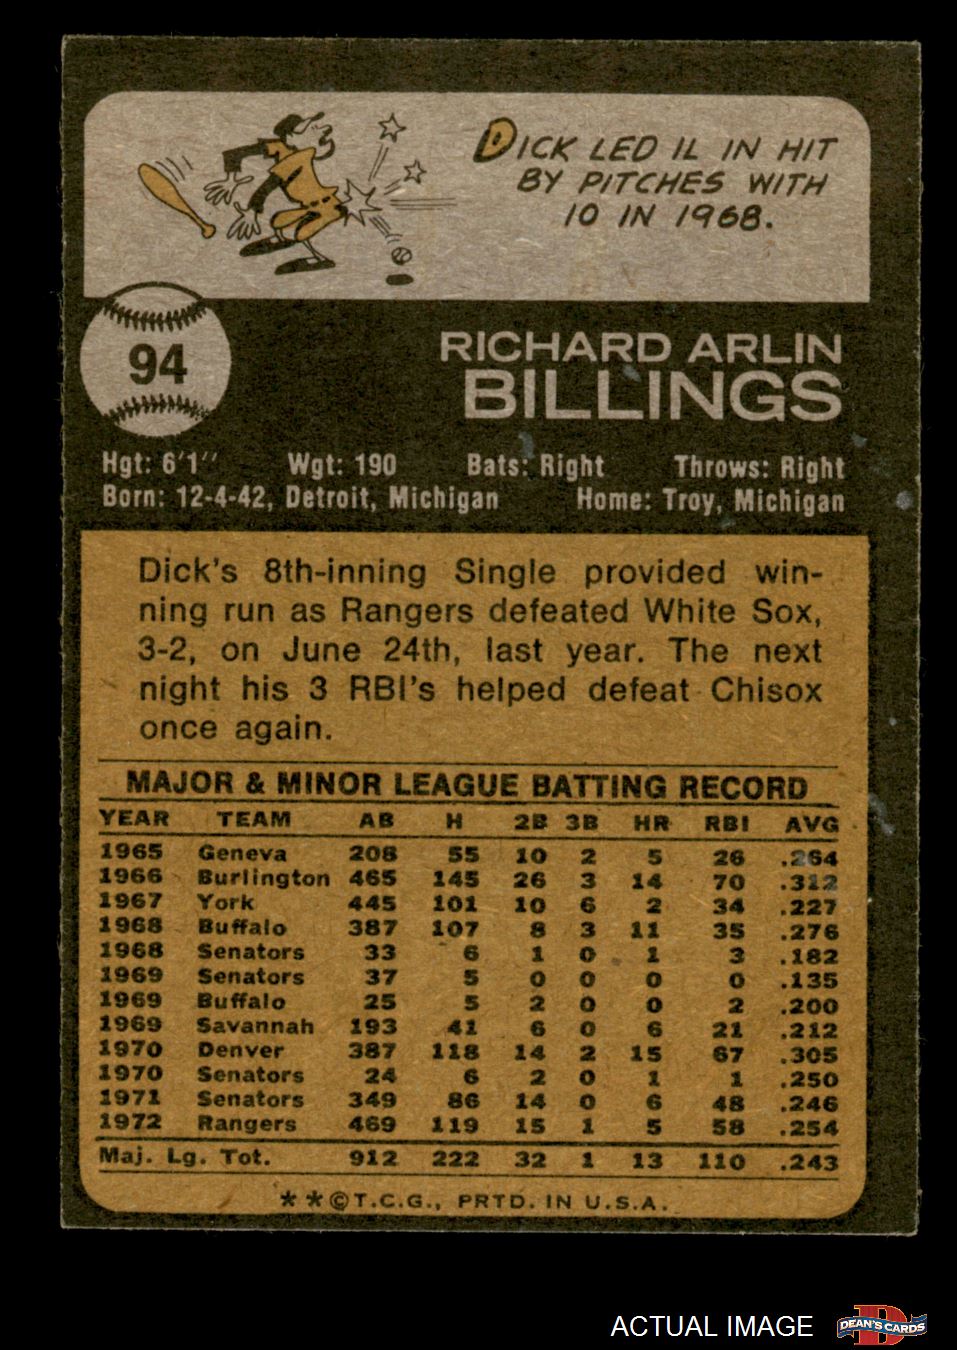 DICK LED IL IN HIT
BY PITCHES WITH
10 IN 1968.
94
RICHARD ARLIN
BILLINGS
Hgt: 6'1" Wgt: 190 Bats: Right Throws: Right
Born: 12-4-42, Detroit, Michigan Home: Troy, Michigan
Dick's 8th-inning Single provided win-
ning run as Rangers defeated White Sox,
3-2, on June 24th, last year. The next
night his 3 RBI's helped defeat Chisox
once again.
MAJOR & MINOR LEAGUE BATTING RECORD
YEAR TEAM AB H 2B 3B HR RBI AVG
1965 Geneva 208 55 10 2 5 26 .264
1966 Burlington 465 145 26 3 14 70 .312
1967 York 445 101 10 6 2 34 .227
1968 Buffalo 387 107 8 3 11 35 .276
1968 Senators 33 6 1 0 1 3 .182
1969 Senators 37 5 0 0 0 0 .135
1969 Buffalo 25 5 2 0 0 2 .200
1969 Savannah 193 41 6 0 6 21 .212
1970 Denver 387 118 14 2 15 67 .305
1970 Senators 24 6 2 0 1 1 .250
1971 Senators 349 86 14 0 6 48 .246
1972 Rangers 469 119 15 1 5 58 .254
Maj. Lg. Tot. 912 222 32 1 13 110 .243
**©T.C.G., PRTD. IN U.S.A.
ACTUAL IMAGE
D
DEAN'S CARDS